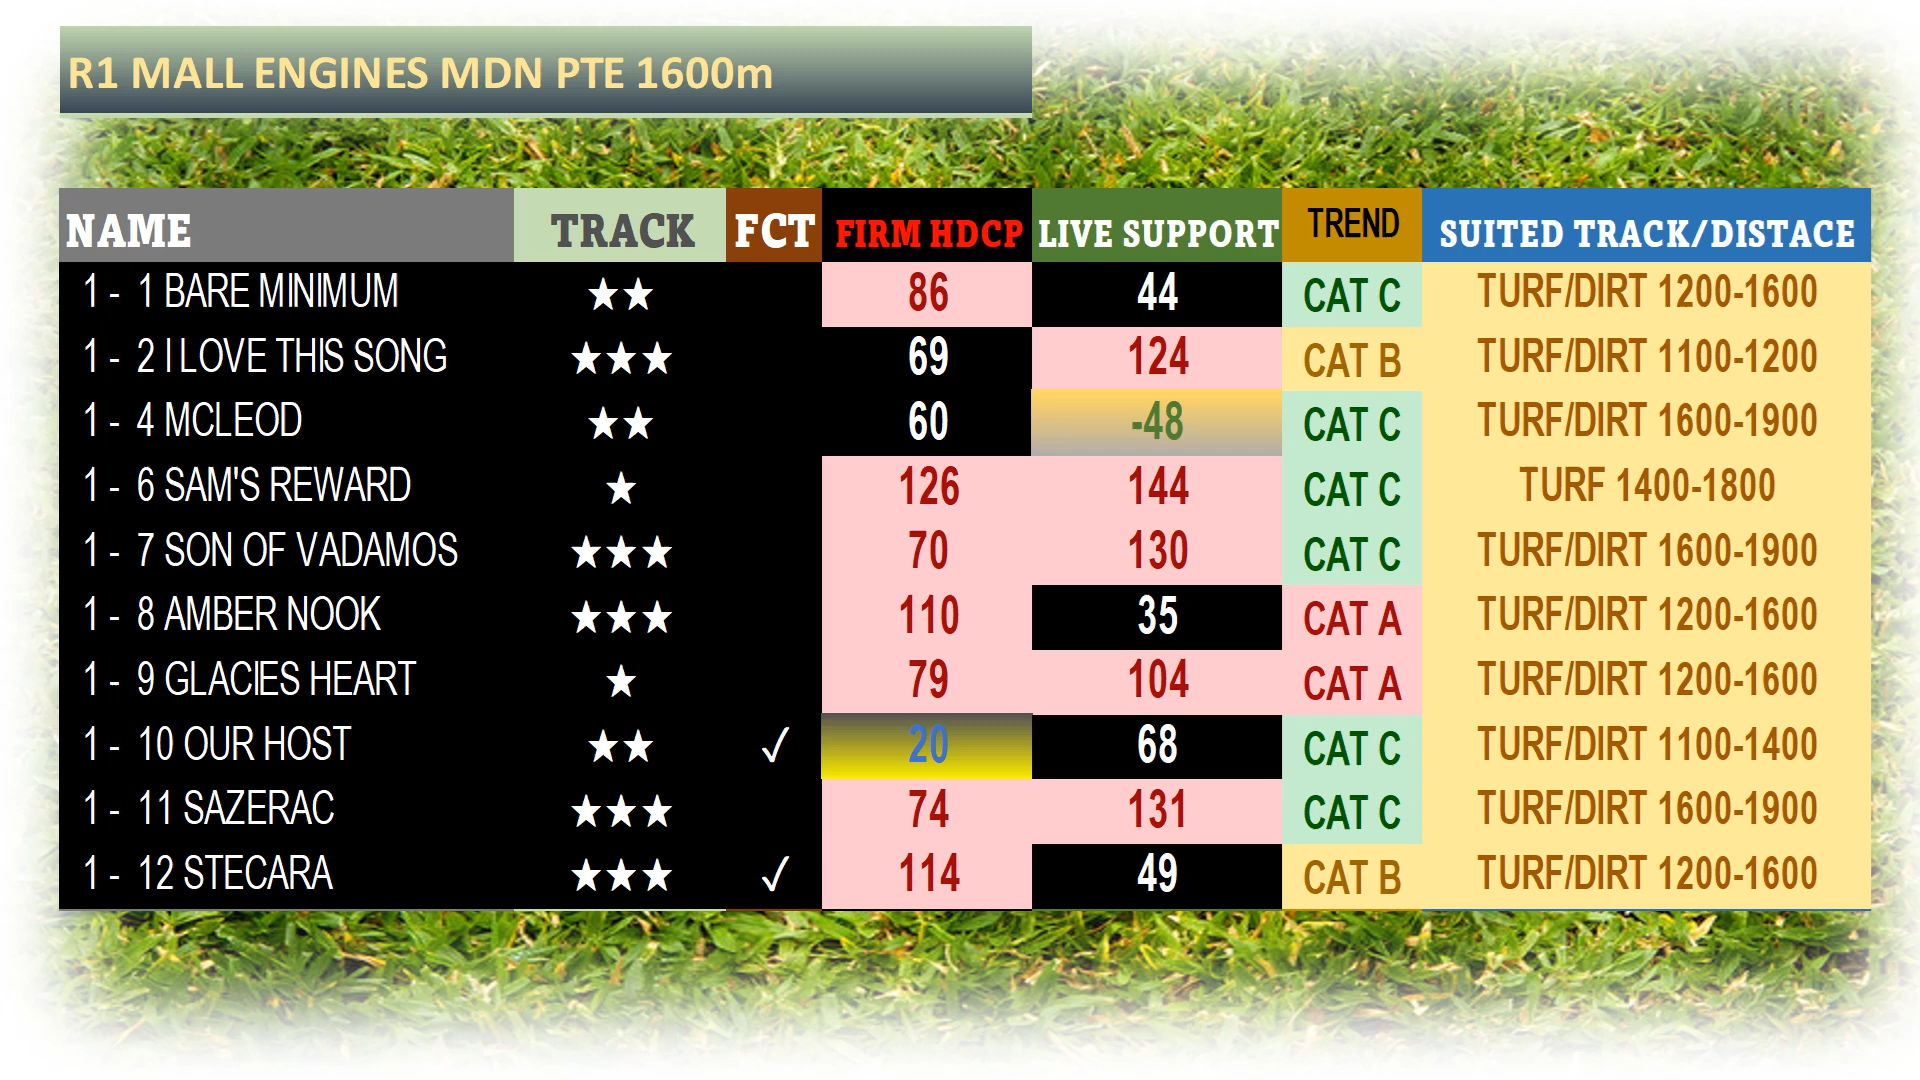 R1 MALL ENGINES MDN PTE 1600m
NAME TRACK FCT FIRM HDCP LIVE SUPPORT TREND SUITED TRACK/DISTACE
1 - 1 BARE MINIMUM ★★ 86 44 CAT C TURF/DIRT 1200-1600
1 - 2 I LOVE THIS SONG ★★★ 69 124 CAT B TURF/DIRT 1100-1200
1 - 4 MCLEOD ★★ 60 -48 CAT C TURF/DIRT 1600-1900
1 - 6 SAM'S REWARD ★ 126 144 CAT C TURF 1400-1800
1 - 7 SON OF VADAMOS ★★★ 70 130 CAT C TURF/DIRT 1600-1900
1 - 8 AMBER NOOK ★★★ 110 35 CAT A TURF/DIRT 1200-1600
1 - 9 GLACIES HEART ★ 79 104 CAT A TURF/DIRT 1200-1600
1 - 10 OUR HOST ★★ ✓ 20 68 CAT C TURF/DIRT 1100-1400
1 - 11 SAZERAC ★★★ 74 131 CAT C TURF/DIRT 1600-1900
1 - 12 STECARA ★★★ ✓ 114 49 CAT B TURF/DIRT 1200-1600